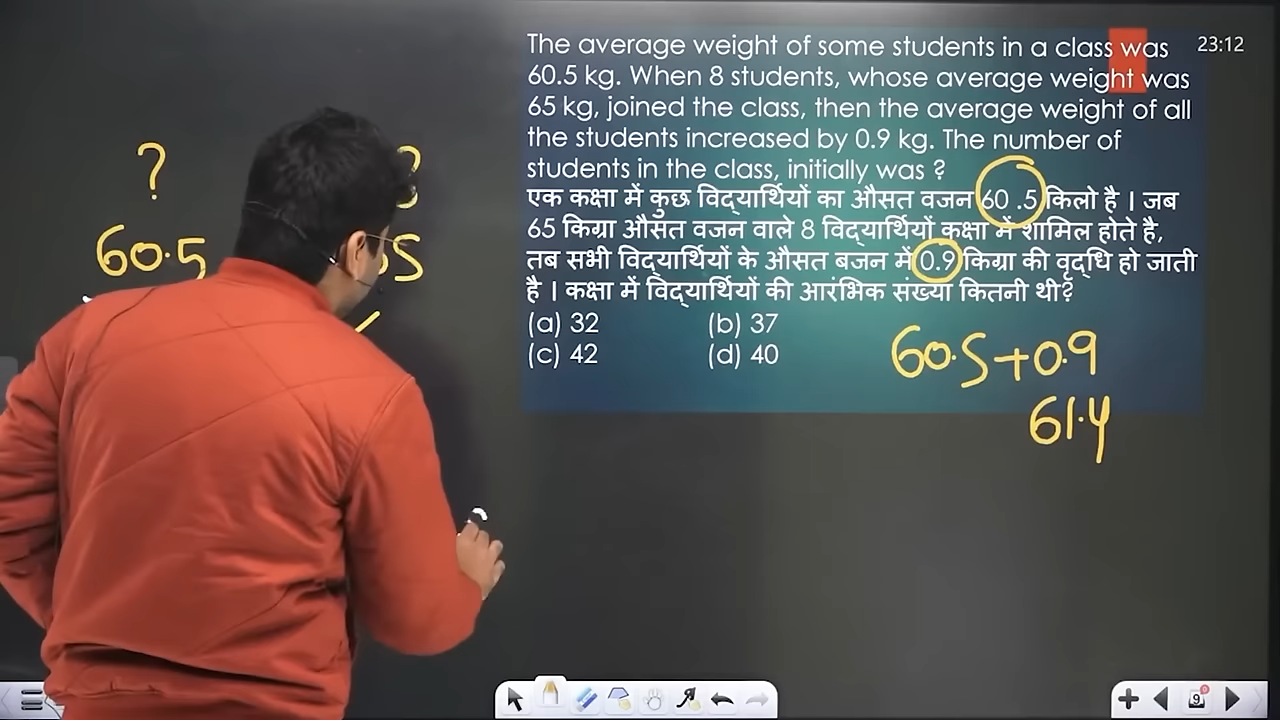 The average weight of some students in a class was
60.5 kg. When 8 students, whose average weight was
65 kg, joined the class, then the average weight of all
the students increased by 0.9 kg. The number of
students in the class, initially was ?
एक कक्षा में कुछ विद्यार्थियों का औसत वजन 60 .5 किलो है । जब
65 किग्रा औसत वजन वाले 8 विद्यार्थियों कक्षा में शामिल होते है,
तब सभी विद्यार्थियों के औसत बजन में 0.9 किग्रा की वृद्धि हो जाती
है । कक्षा में विद्यार्थियों की आरंभिक संख्या कितनी थी?
(a) 32 (b) 37
(c) 42 (d) 40
23:12
?
60.5
5
60.5+0.9
61.4
9